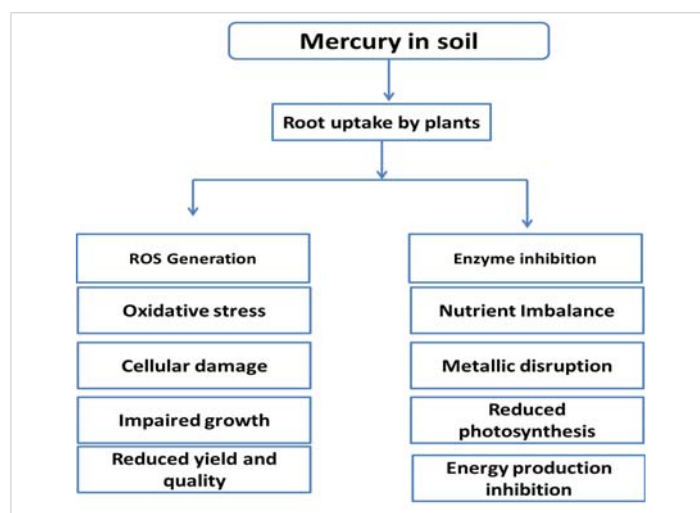 Mercury in soil
Root uptake by plants
ROS Generation
Oxidative stress
Cellular damage
Impaired growth
Reduced yield and
quality
Enzyme inhibition
Nutrient Imbalance
Metallic disruption
Reduced
photosynthesis
Energy production
inhibition